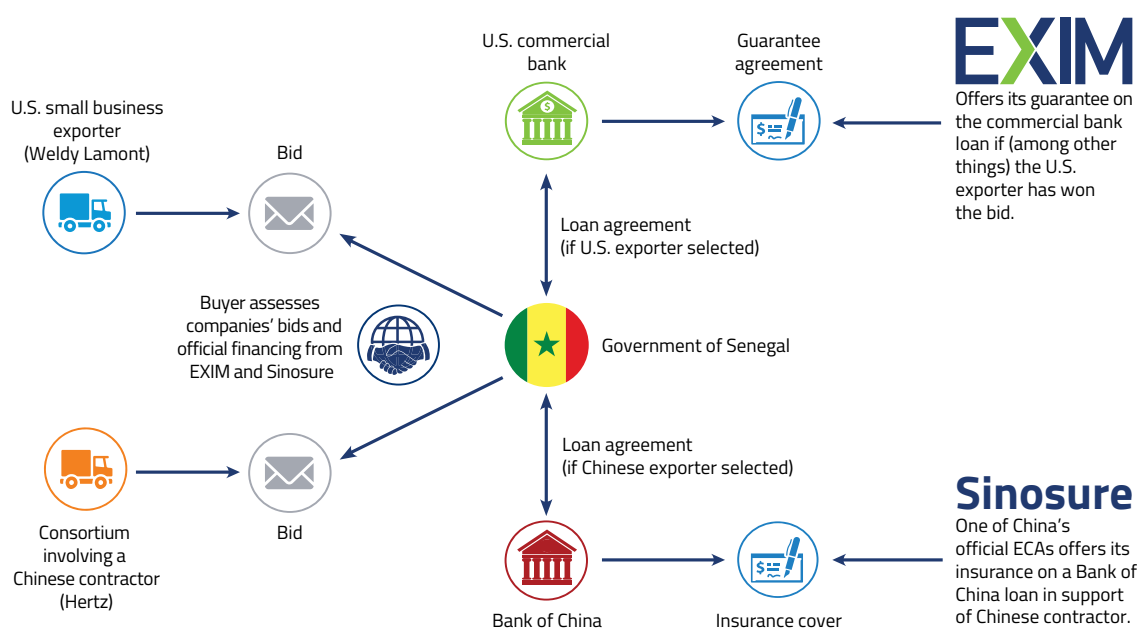 U.S. commercial
bank
Guarantee
agreement
EXIM
Offers its guarantee on
the commercial bank
loan if (among other
things) the U.S.
exporter has won
the bid.
U.S. small business
exporter
(Weldy Lamont)
Bid
$
$
Loan agreement
(if U.S. exporter selected)
Buyer assesses
companies’ bids and
official financing from
EXIM and Sinosure
Government of Senegal
Loan agreement
(if Chinese exporter selected)
Consortium
involving a
Chinese contractor
(Hertz)
Bid
Bank of China
$
Insurance cover
Sinosure
One of China’s
official ECAs offers its
insurance on a Bank of
China loan in support
of Chinese contractor.